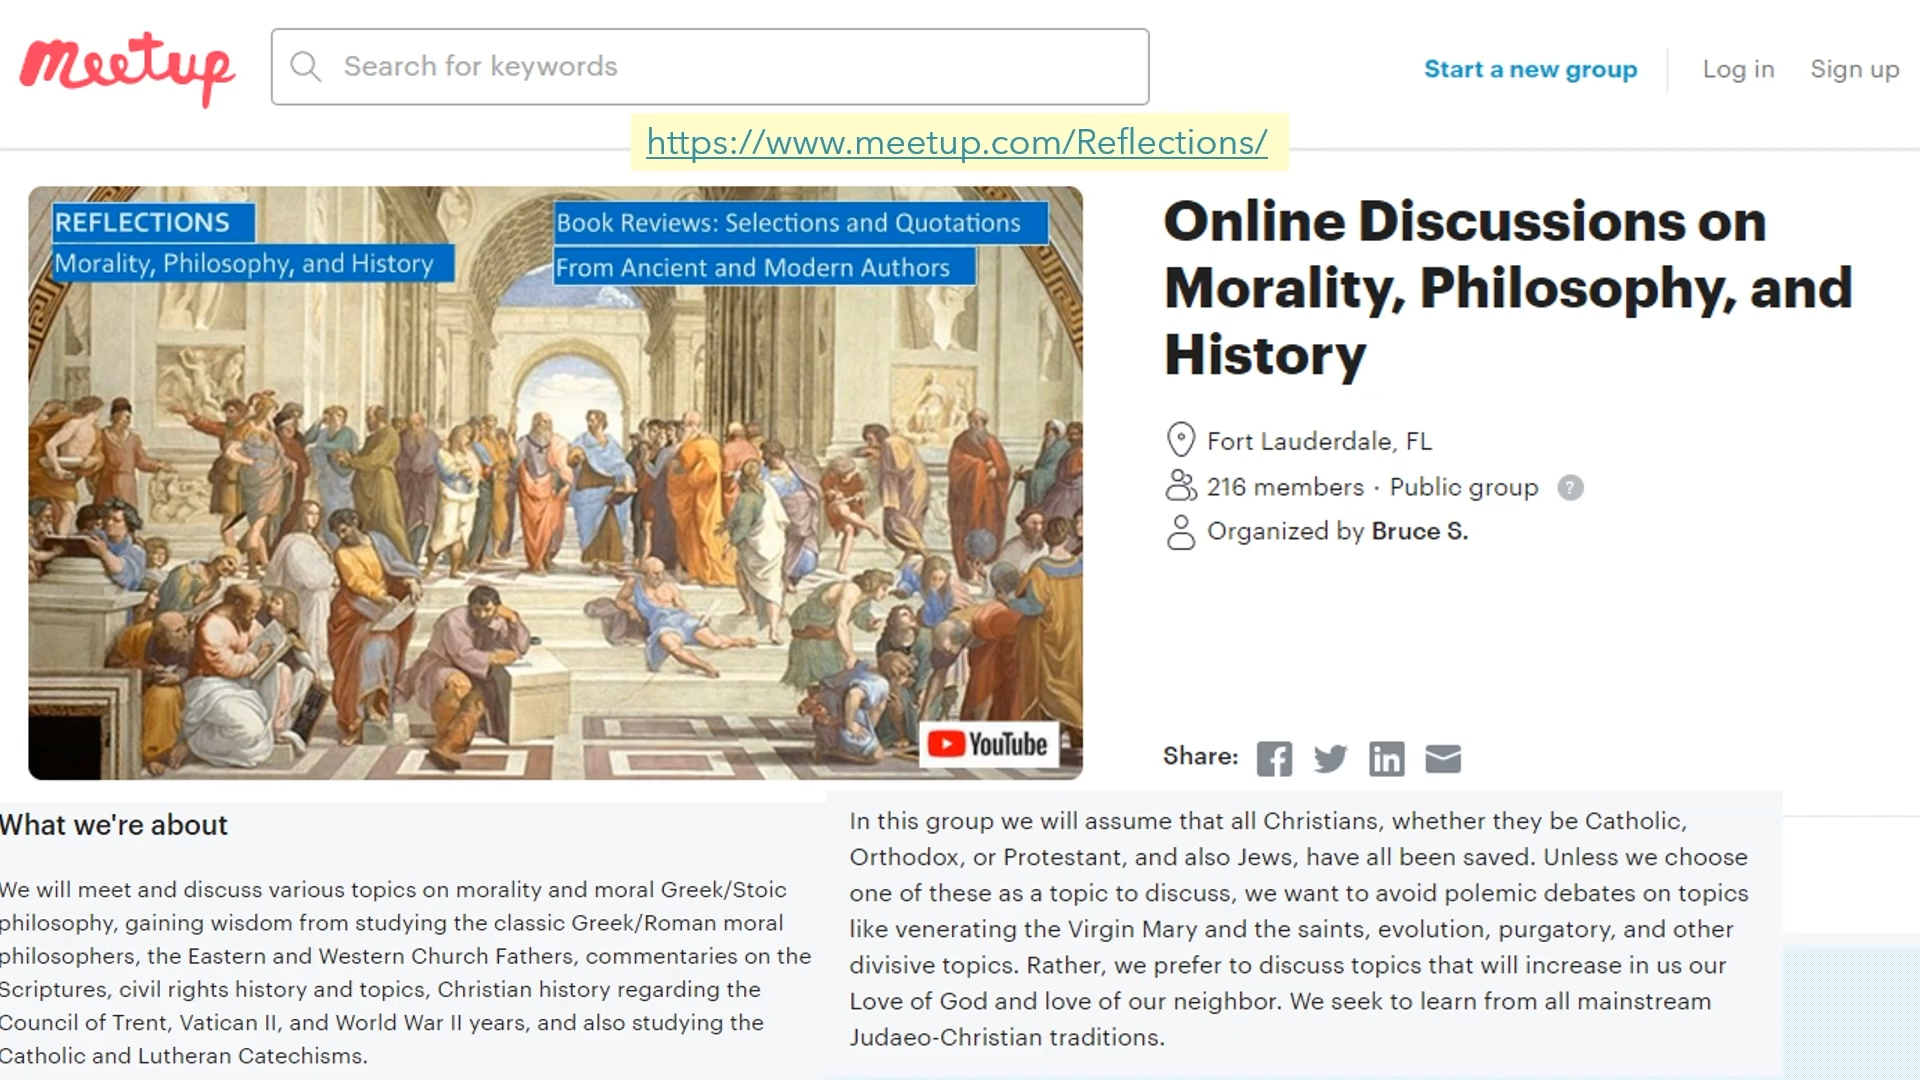 meetup
Search for keywords
Start a new group
Log in
Sign up
https://www.meetup.com/Reflections/
REFLECTIONS
Morality, Philosophy, and History
Book Reviews: Selections and Quotations
From Ancient and Modern Authors
YouTube
Online Discussions on
Morality, Philosophy, and
History
Fort Lauderdale, FL
216 members · Public group ?
Organized by Bruce S.
Share:
What we're about
We will meet and discuss various topics on morality and moral Greek/Stoic
philosophy, gaining wisdom from studying the classic Greek/Roman moral
philosophers, the Eastern and Western Church Fathers, commentaries on the
Scriptures, civil rights history and topics, Christian history regarding the
Council of Trent, Vatican II, and World War II years, and also studying the
Catholic and Lutheran Catechisms.
In this group we will assume that all Christians, whether they be Catholic,
Orthodox, or Protestant, and also Jews, have all been saved. Unless we choose
one of these as a topic to discuss, we want to avoid polemic debates on topics
like venerating the Virgin Mary and the saints, evolution, purgatory, and other
divisive topics. Rather, we prefer to discuss topics that will increase in us our
Love of God and love of our neighbor. We seek to learn from all mainstream
Judaeo-Christian traditions.